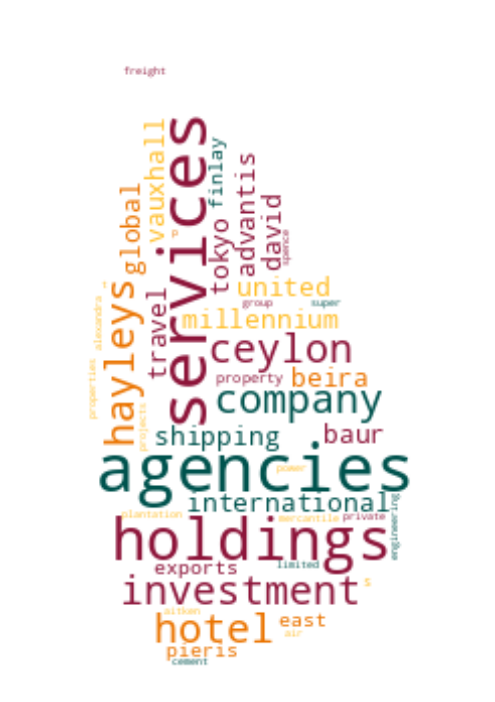 freight
services
vauxhall
finlay
advantis
global
p
tokyo
david
spence
hayleys
travel
united
group
super
alexandra
millennium
ceylon
properties
property
beira
company
projects
shipping
baur
agencies
power
international
engineering
plantation
mercantile
private
holdings
exports
limited
investment
s
aitken
hotel
east
air
pieris
cement